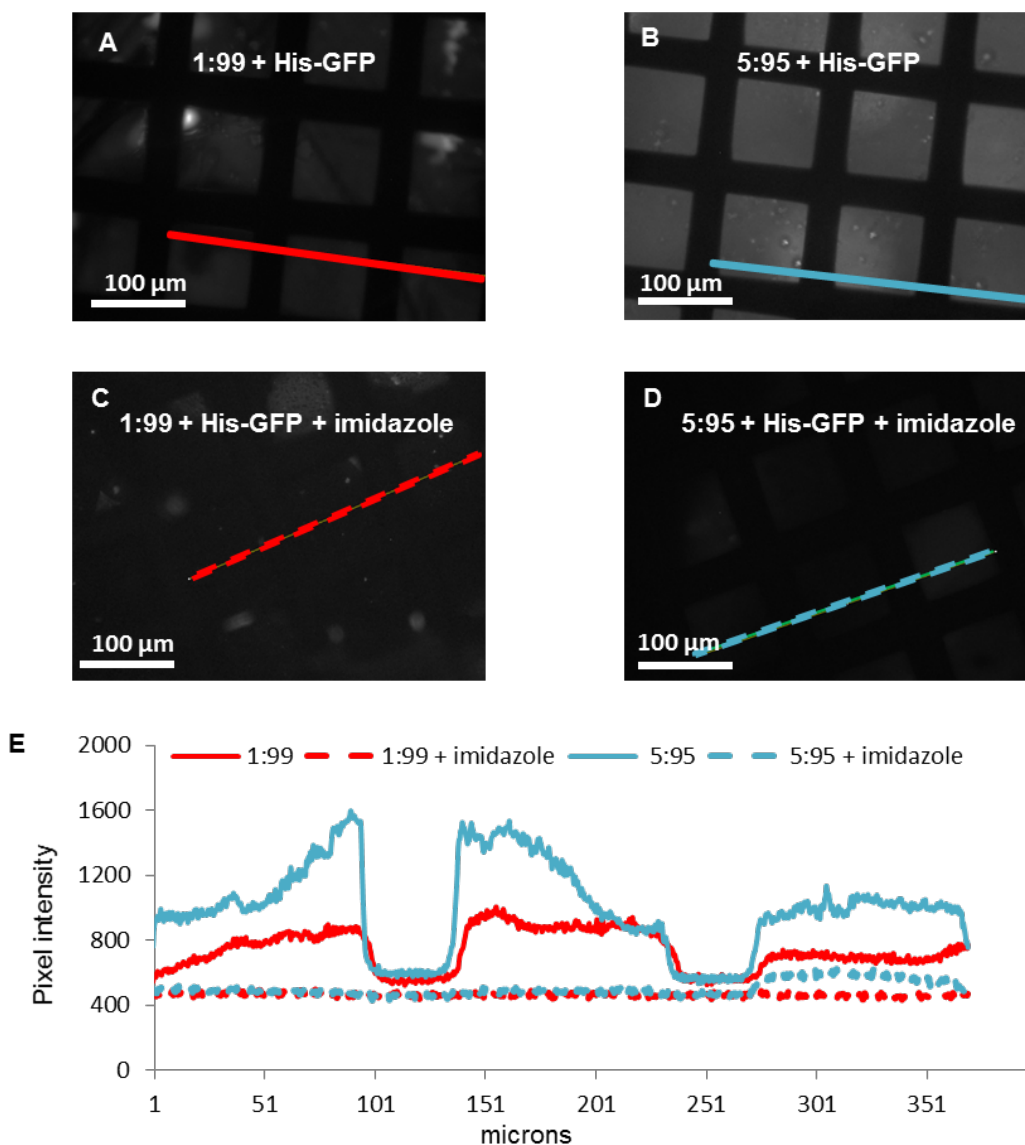 A
1:99 + His-GFP
100 µm
B
5:95 + His-GFP
100 µm
C
1:99 + His-GFP + imidazole
100 µm
D
5:95 + His-GFP + imidazole
100 µm
E
1:99 1:99 + imidazole 5:95 5:95 + imidazole
Pixel intensity
2000
1600
1200
800
400
0
1 51 101 151 201 251 301 351
microns